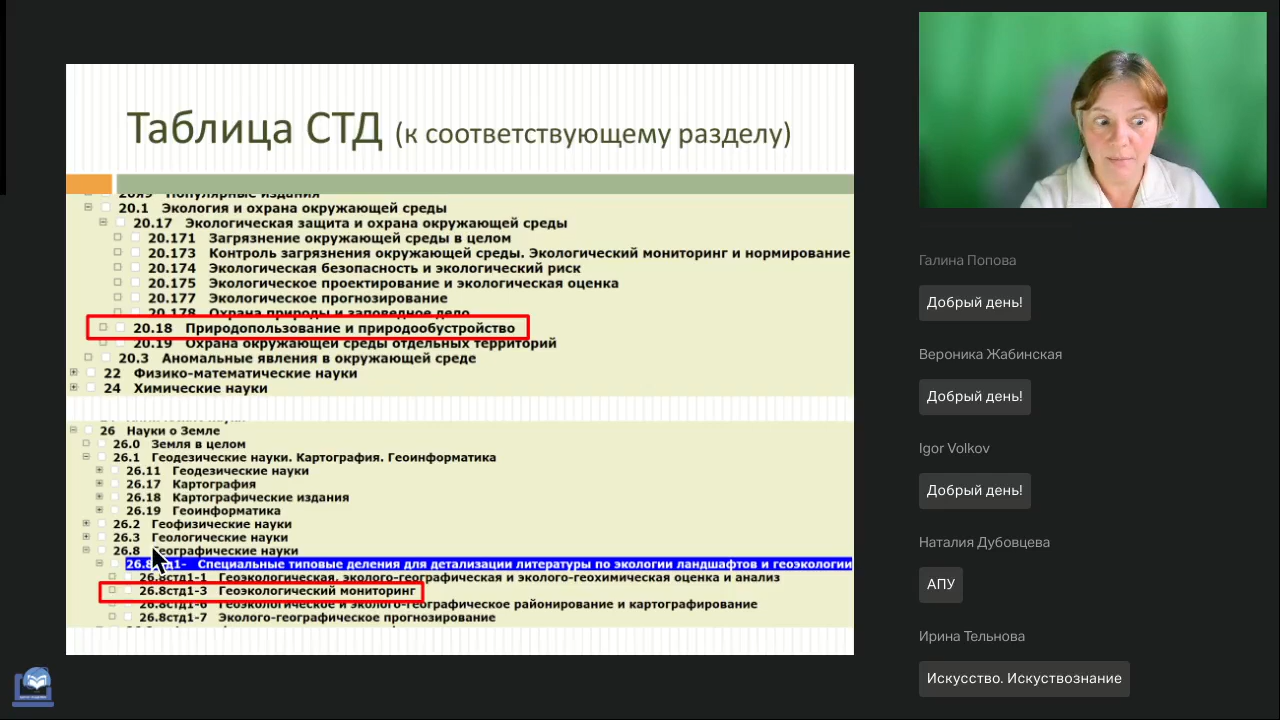 Таблица СТД (к соответствующему разделу)
Популярные издания
20.1 Экология и охрана окружающей среды
20.17 Экологическая защита и охрана окружающей среды
20.171 Загрязнение окружающей среды в целом
20.173 Контроль загрязнения окружающей среды. Экологический мониторинг и нормирование
20.174 Экологическая безопасность и экологический риск
20.175 Экологическое проектирование и экологическая оценка
20.177 Экологическое прогнозирование
20.178 Охрана природы и заповедное дело
20.18 Природопользование и природообустройство
20.19 Охрана окружающей среды отдельных территорий
20.3 Аномальные явления в окружающей среде
22 Физико-математические науки
24 Химические науки
26 Науки о Земле
26.0 Земля в целом
26.1 Геодезические науки. Картография. Геоинформатика
26.11 Геодезические науки
26.17 Картография
26.18 Картографические издания
26.19 Геоинформатика
26.2 Геофизические науки
26.3 Геологические науки
26.8 Географические науки
26.8стд1- Специальные типовые деления для детализации литературы по экологии ландшафтов и геоэкологии
26.8стд1-1 Геоэкологическая, эколого-географическая и эколого-геохимическая оценка и анализ
26.8стд1-3 Геоэкологический мониторинг
26.8стд1-6 Геоэкологическое и эколого-географическое районирование и картографирование
26.8стд1-7 Эколого-географическое прогнозирование
Галина Попова
Добрый день!
Вероника Жабинская
Добрый день!
Igor Volkov
Добрый день!
Наталия Дубовцева
АПУ
Ирина Тельнова
Искусство. Искуствознание